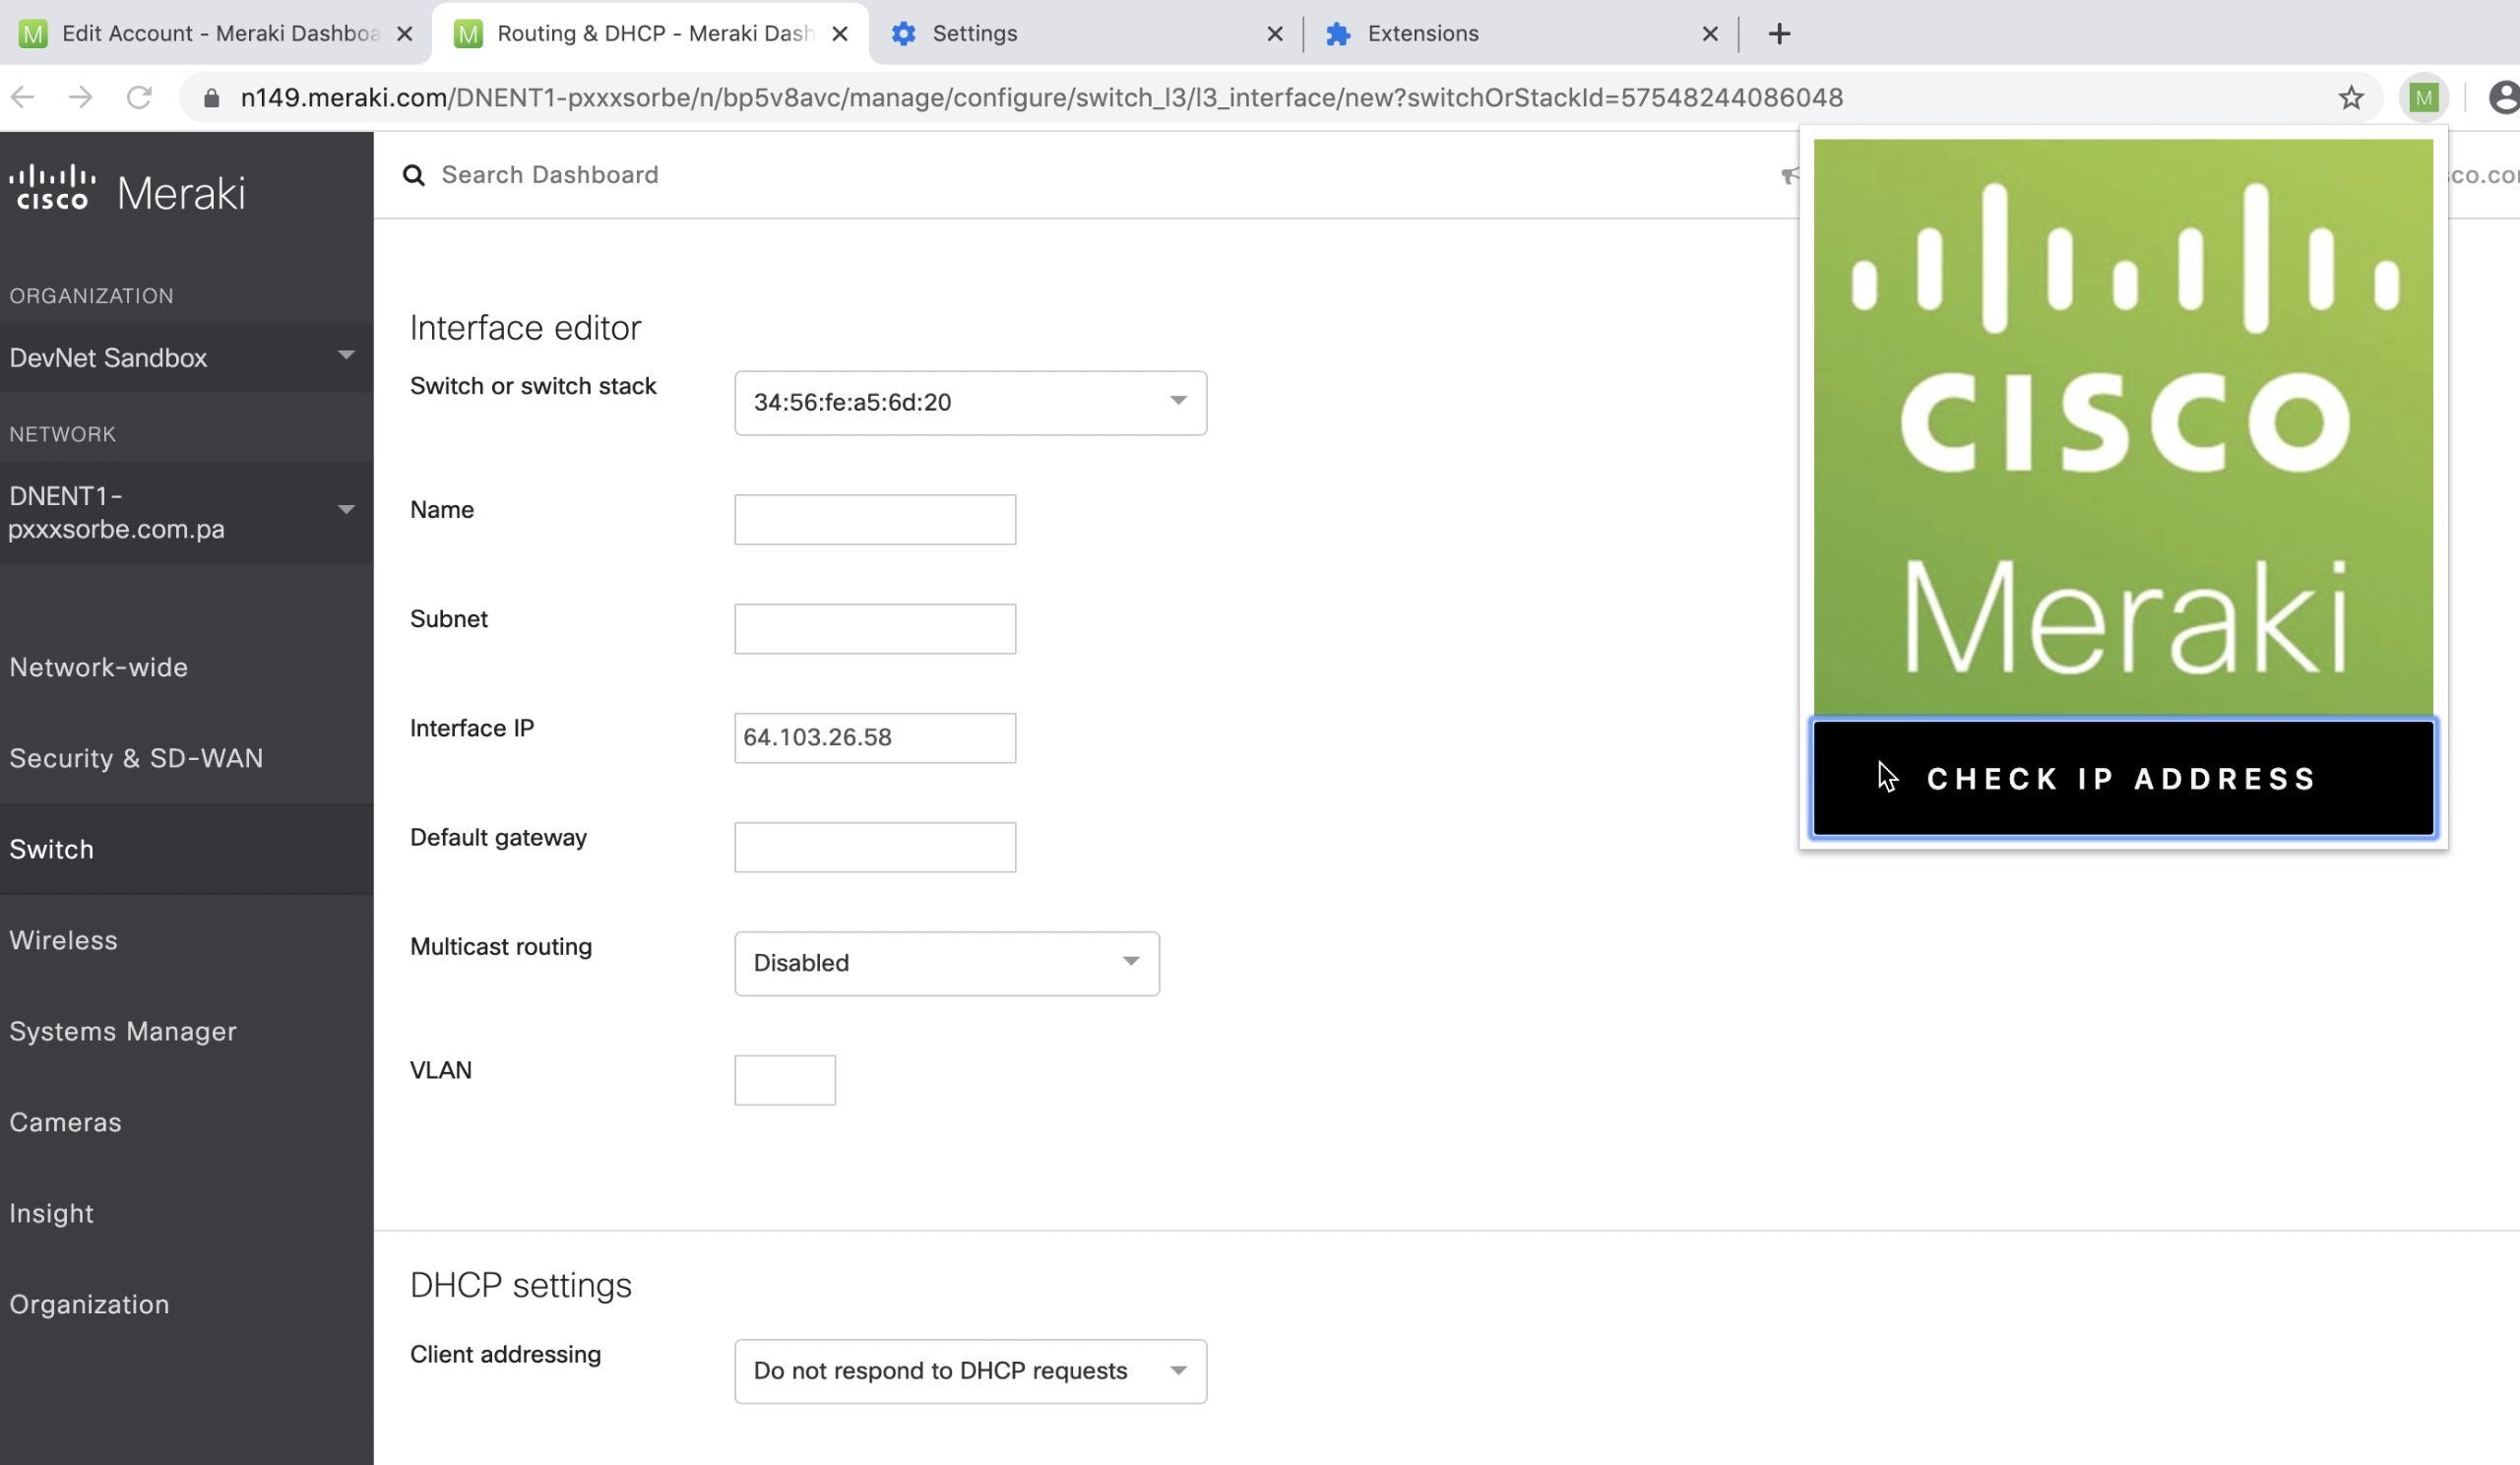 M Edit Account - Meraki Dashboa
M Routing & DHCP - Meraki Dash
Settings
Extensions
n149.meraki.com/DNENT1-pxxxsorbe/n/bp5v8avc/manage/configure/switch_l3/l3_interface/new?switchOrStackId=57548244086048
M
CISCO Meraki
Search Dashboard
sco.co
ORGANIZATION
DevNet Sandbox
NETWORK
DNENT1-
pxxxsorbe.com.pa
Network-wide
Security & SD-WAN
Switch
Wireless
Systems Manager
Cameras
Insight
Organization
Interface editor
Switch or switch stack
34:56:fe:a5:6d:20
Name
Subnet
Interface IP
64.103.26.58
Default gateway
Multicast routing
Disabled
VLAN
DHCP settings
Client addressing
Do not respond to DHCP requests
CISCO
Meraki
CHECK IP ADDRESS